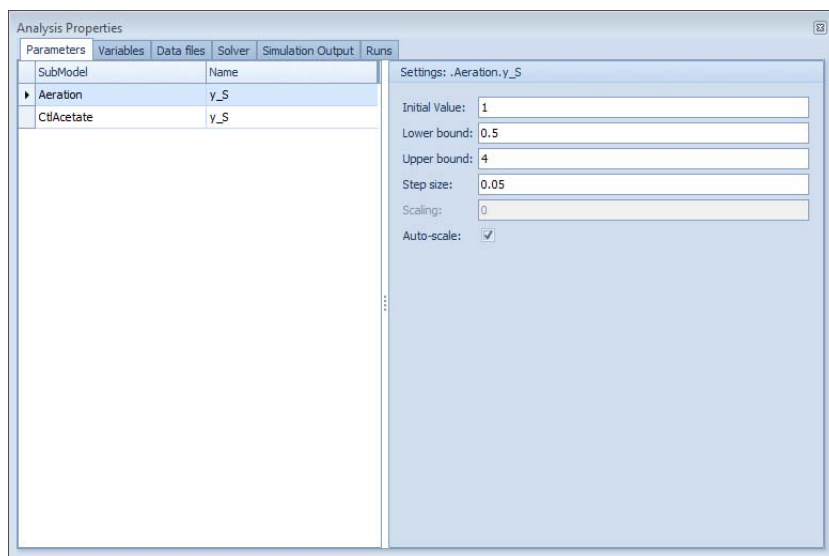 Analysis Properties
Parameters Variables Data files Solver Simulation Output Runs
SubModel Name
Aeration y_S
CtlAcetate y_S
Settings: .Aeration.y_S
Initial Value: 1
Lower bound: 0.5
Upper bound: 4
Step size: 0.05
Scaling: 0
Auto-scale: